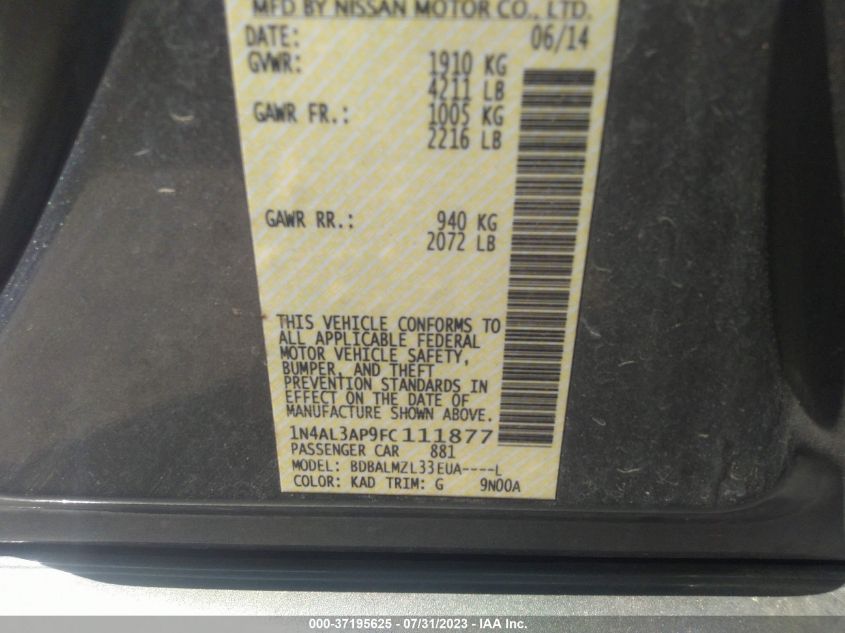 MFD BY NISSAN MOTOR CO., LTD.
DATE: 06/14
GVWR: 1910 KG
4211 LB
GAWR FR.: 1005 KG
2216 LB
GAWR RR.: 940 KG
2072 LB
THIS VEHICLE CONFORMS TO
ALL APPLICABLE FEDERAL
MOTOR VEHICLE SAFETY,
BUMPER, AND THEFT
PREVENTION STANDARDS IN
EFFECT ON THE DATE OF
MANUFACTURE SHOWN ABOVE.
1N4AL3AP9FC111877
PASSENGER CAR 881
MODEL: BDBALMZL33EUA----L
COLOR: KAD TRIM: G 9N00A
000-37195625 - 07/31/2023 - IAA Inc.